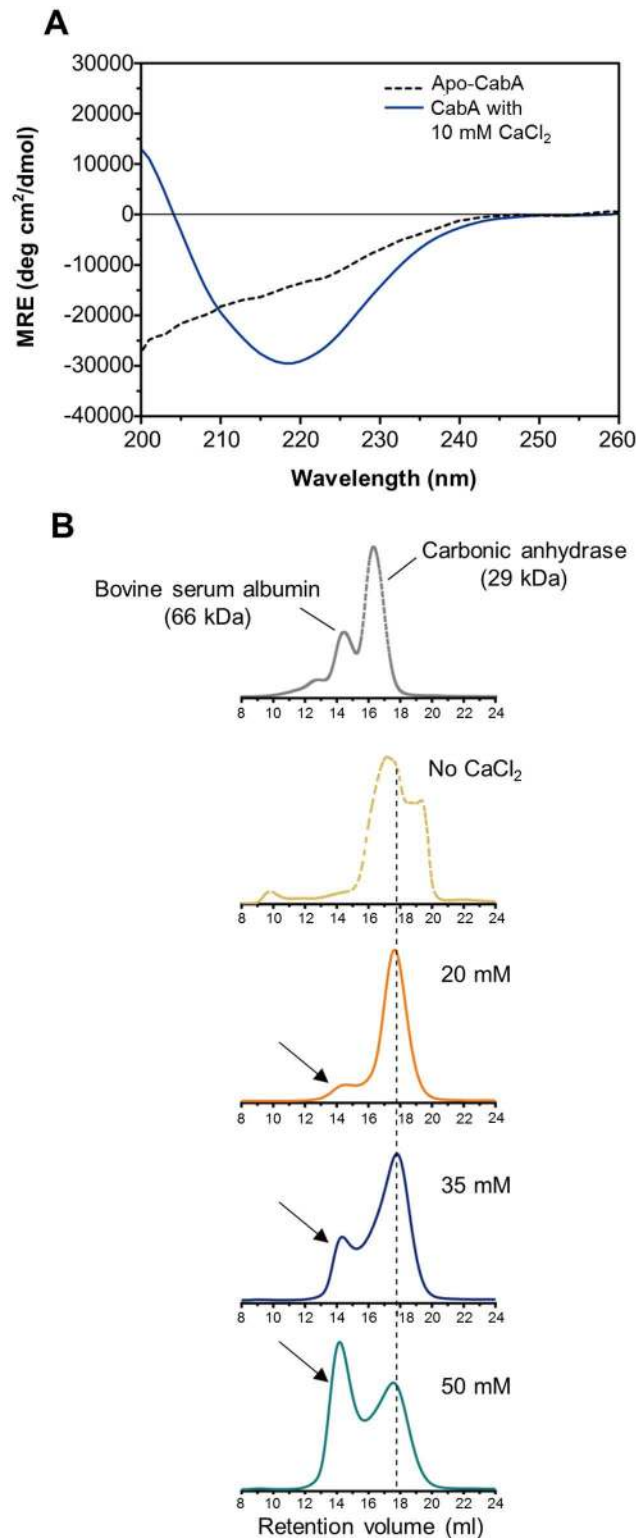 A
30000
20000
10000
0
-10000
-20000
-30000
-40000
MRE (deg cm²/dmol)
Apo-CabA
CabA with
10 mM CaCl₂
200 210 220 230 240 250 260
Wavelength (nm)
B
Bovine serum albumin
(66 kDa)
Carbonic anhydrase
(29 kDa)
8 10 12 14 16 18 20 22 24
No CaCl₂
8 10 12 14 16 18 20 22 24
20 mM
8 10 12 14 16 18 20 22 24
35 mM
8 10 12 14 16 18 20 22 24
50 mM
8 10 12 14 16 18 20 22 24
Retention volume (ml)